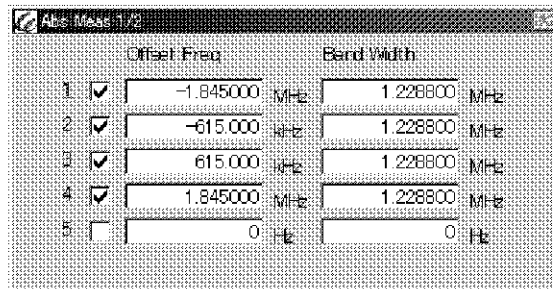 Abs Meas 1/2
Offset Freq Band Width
1 -1.845000 MHz 1.228800 MHz
2 -615.000 kHz 1.228800 MHz
3 615.000 kHz 1.228800 MHz
4 1.845000 MHz 1.228800 MHz
5 0 Hz 0 Hz